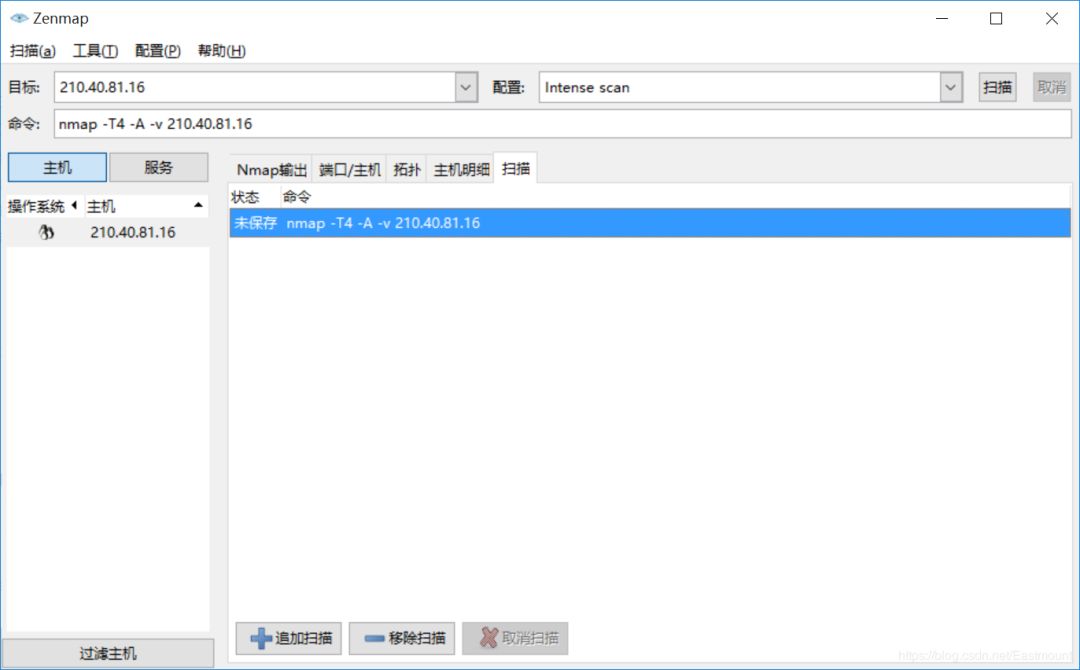 Zenmap
扫描(a) 工具(T) 配置(P) 帮助(H)
目标: 210.40.81.16 配置: Intense scan 扫描 取消
命令: nmap -T4 -A -v 210.40.81.16
主机 服务
Nmap输出 端口/主机 拓扑 主机明细 扫描
操作系统 主机
210.40.81.16
状态 命令
未保存 nmap -T4 -A -v 210.40.81.16
追加扫描 移除扫描 取消扫描
过滤主机
https://blog.csdn.net/Eastmount